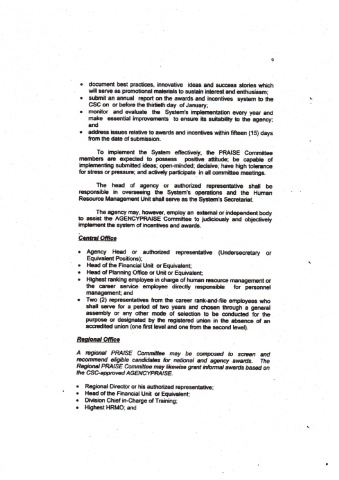 9
• document best practices, innovative ideas and success stories which
will serve as promotional materials to sustain interest and enthusiasm;
• submit an annual report on the awards and incentives system to the
CSC on or before the thirtieth day of January;
• monitor and evaluate the System's implementation every year and
make essential improvements to ensure its suitability to the agency;
and
• address issues relative to awards and incentives within fifteen (15) days
from the date of submission.
To implement the System effectively, the PRAISE Committee
members are expected to possess positive attitude; be capable of
implementing submitted ideas; open-minded; decisive; have high tolerance
for stress or pressure; and actively participate in all committee meetings.
The head of agency or authorized representative shall be
responsible in overseeing the System's operations and the Human
Resource Management Unit shall serve as the System's Secretariat.
The agency may, however, employ an external or independent body
to assist the AGENCYPRAISE Committee to judiciously and objectively
implement the system of incentives and awards.
Central Office
• Agency Head or authorized representative (Undersecretary or
Equivalent Positions);
• Head of the Financial Unit or Equivalent;
• Head of Planning Office or Unit or Equivalent;
• Highest ranking employee in charge of human resource management or
the career service employee directly responsible for personnel
management; and
• Two (2) representatives from the career rank-and-file employees who
shall serve for a period of two years and chosen through a general
assembly or any other mode of selection to be conducted for the
purpose or designated by the registered union in the absence of an
accredited union (one first level and one from the second level)
Regional Office
A regional PRAISE Committee may be composed to screen and
recommend eligible candidates for national and agency awards. The
Regional PRAISE Committee may likewise grant informal awards based on
the CSC-approved AGENCYPRAISE.
• Regional Director or his authorized representative;
• Head of the Financial Unit or Equivalent;
• Division Chief in-Charge of Training;
• Highest HRMO; and